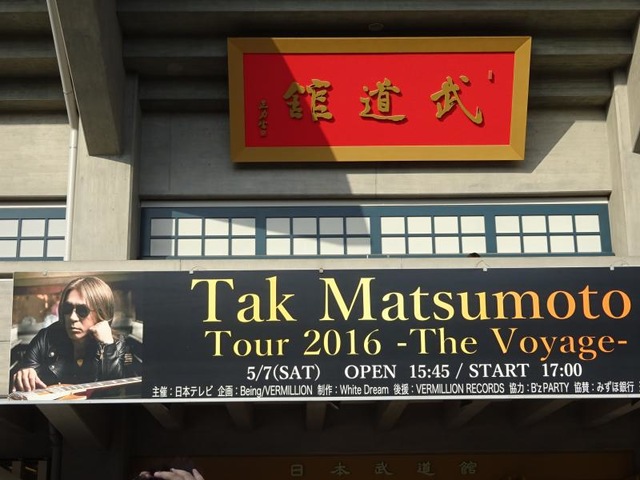 館道武
Tak Matsumoto
Tour 2016 -The Voyage-
5/7(SAT) OPEN 15:45 / START 17:00
主催：日本テレビ 企画：Being/VERMILLION 制作：White Dream 後援：VERMILLION RECORDS 協力：B'z PARTY 協賛：みずほ銀行
日本武道館